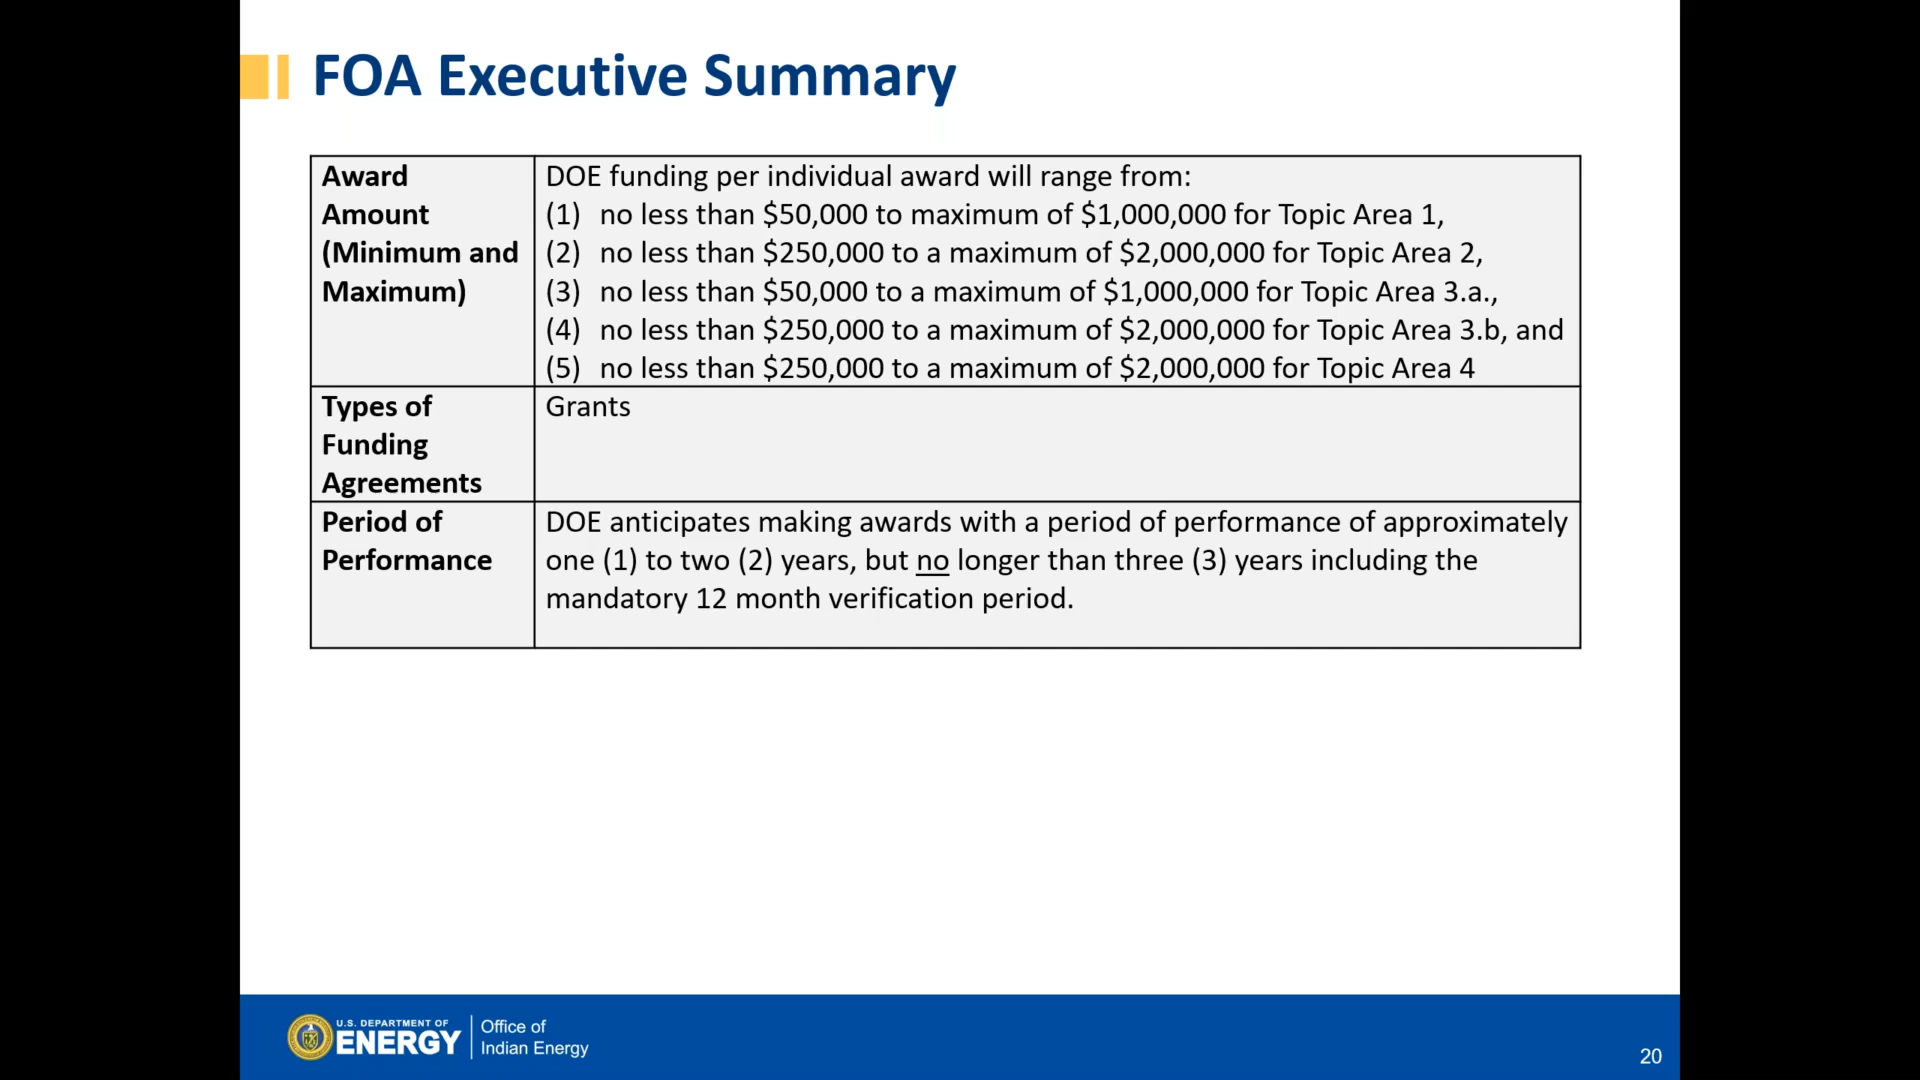 FOA Executive Summary
Award
Amount
(Minimum and
Maximum)
DOE funding per individual award will range from:
(1) no less than $50,000 to maximum of $1,000,000 for Topic Area 1,
(2) no less than $250,000 to a maximum of $2,000,000 for Topic Area 2,
(3) no less than $50,000 to a maximum of $1,000,000 for Topic Area 3.a.,
(4) no less than $250,000 to a maximum of $2,000,000 for Topic Area 3.b, and
(5) no less than $250,000 to a maximum of $2,000,000 for Topic Area 4
Types of
Funding
Agreements
Grants
Period of
Performance
DOE anticipates making awards with a period of performance of approximately
one (1) to two (2) years, but no longer than three (3) years including the
mandatory 12 month verification period.
U.S. DEPARTMENT OF
ENERGY
Office of
Indian Energy
20